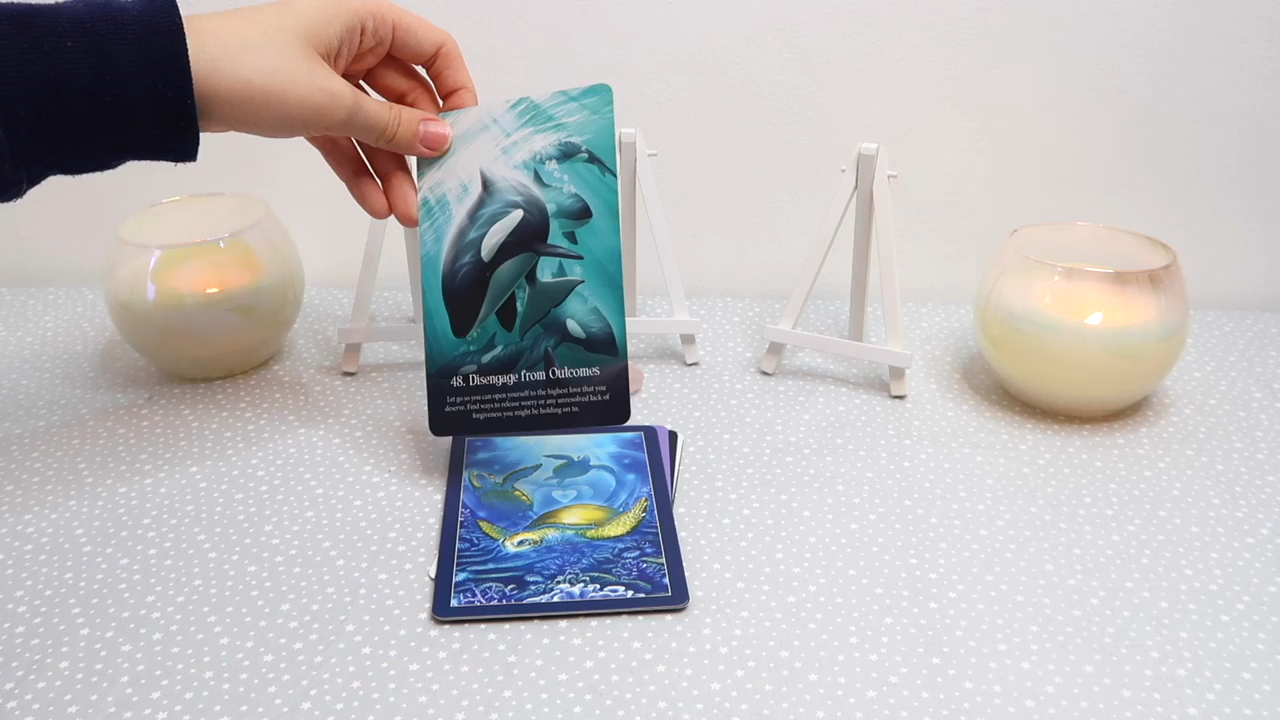 48. Disengage from Outcomes
Let go so you can open yourself to the highest love that you
deserve. Find ways to release worry or any unresolved lack of
forgiveness you might be holding on to.